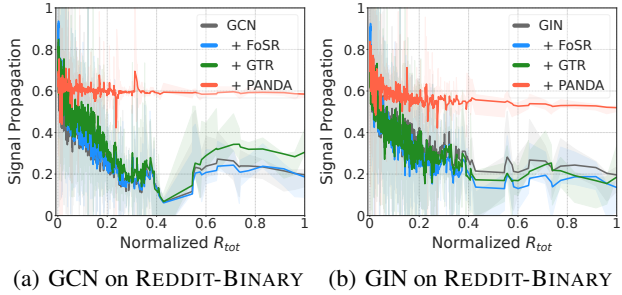 Signal Propagation
1
0.8
0.6
0.4
0.2
0
GCN
+ FoSR
+ GTR
+ PANDA
0 0.2 0.4 0.6 0.8 1
Normalized R_tot
(a) GCN on REDDIT-BINARY
Signal Propagation
1
0.8
0.6
0.4
0.2
0
GIN
+ FoSR
+ GTR
+ PANDA
0 0.2 0.4 0.6 0.8 1
Normalized R_tot
(b) GIN on REDDIT-BINARY